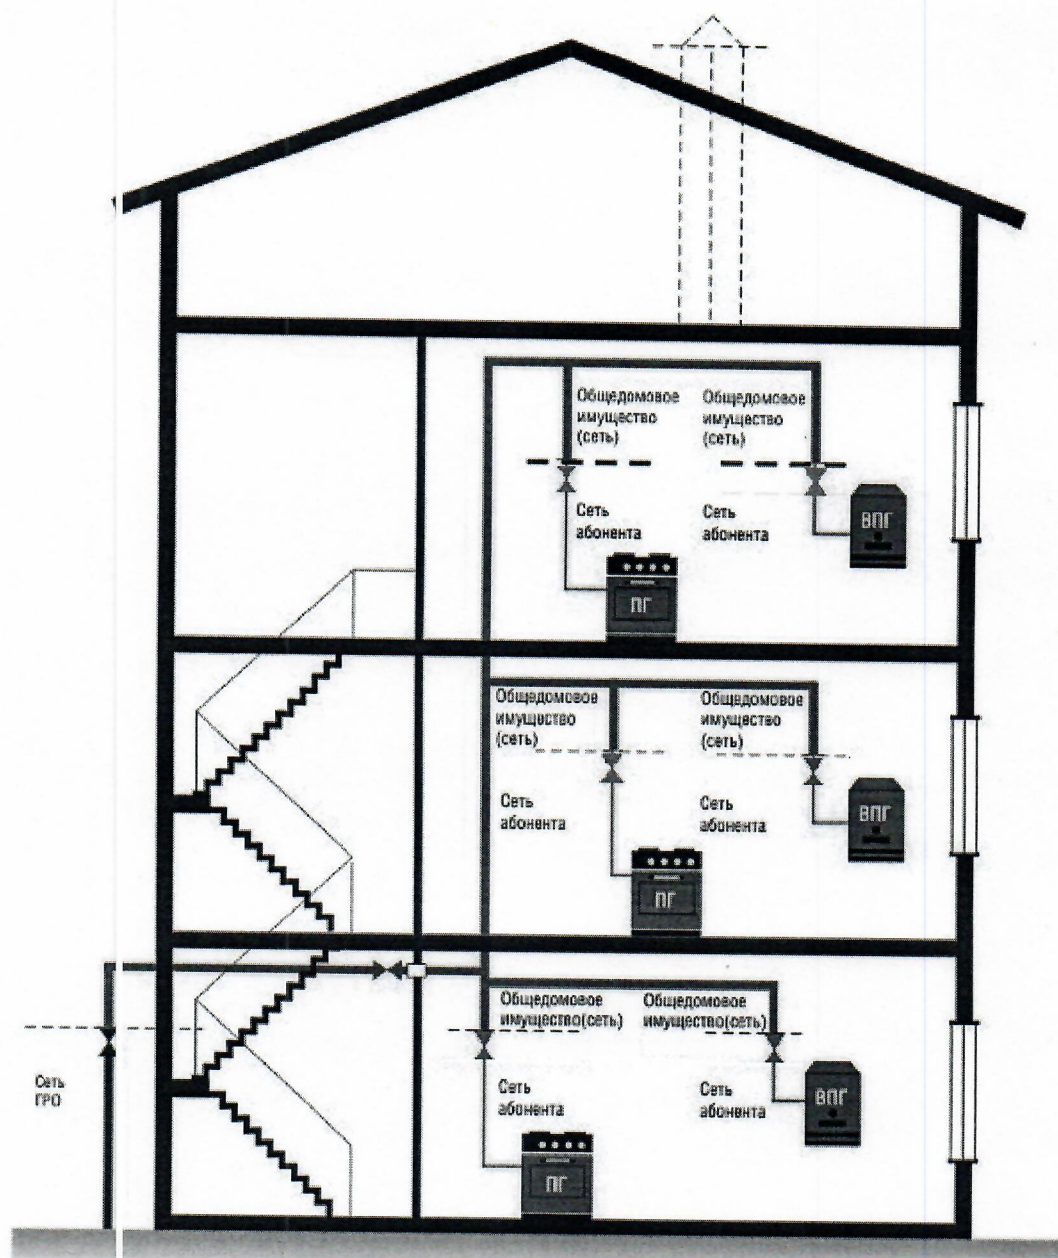 Общедомовое
имущество
(сеть)
Общедомовое
имущество
(сеть)
Сеть
абонента
Сеть
абонента
ВПГ
ПГ
Общедомовое
имущество
(сеть)
Общедомовое
имущество
(сеть)
Сеть
абонента
Сеть
абонента
ВПГ
ПГ
Общедомовое
имущество(сеть)
Общедомовое
имущество(сеть)
Сеть
ГРО
Сеть
абонента
Сеть
абонента
ВПГ
ПГ